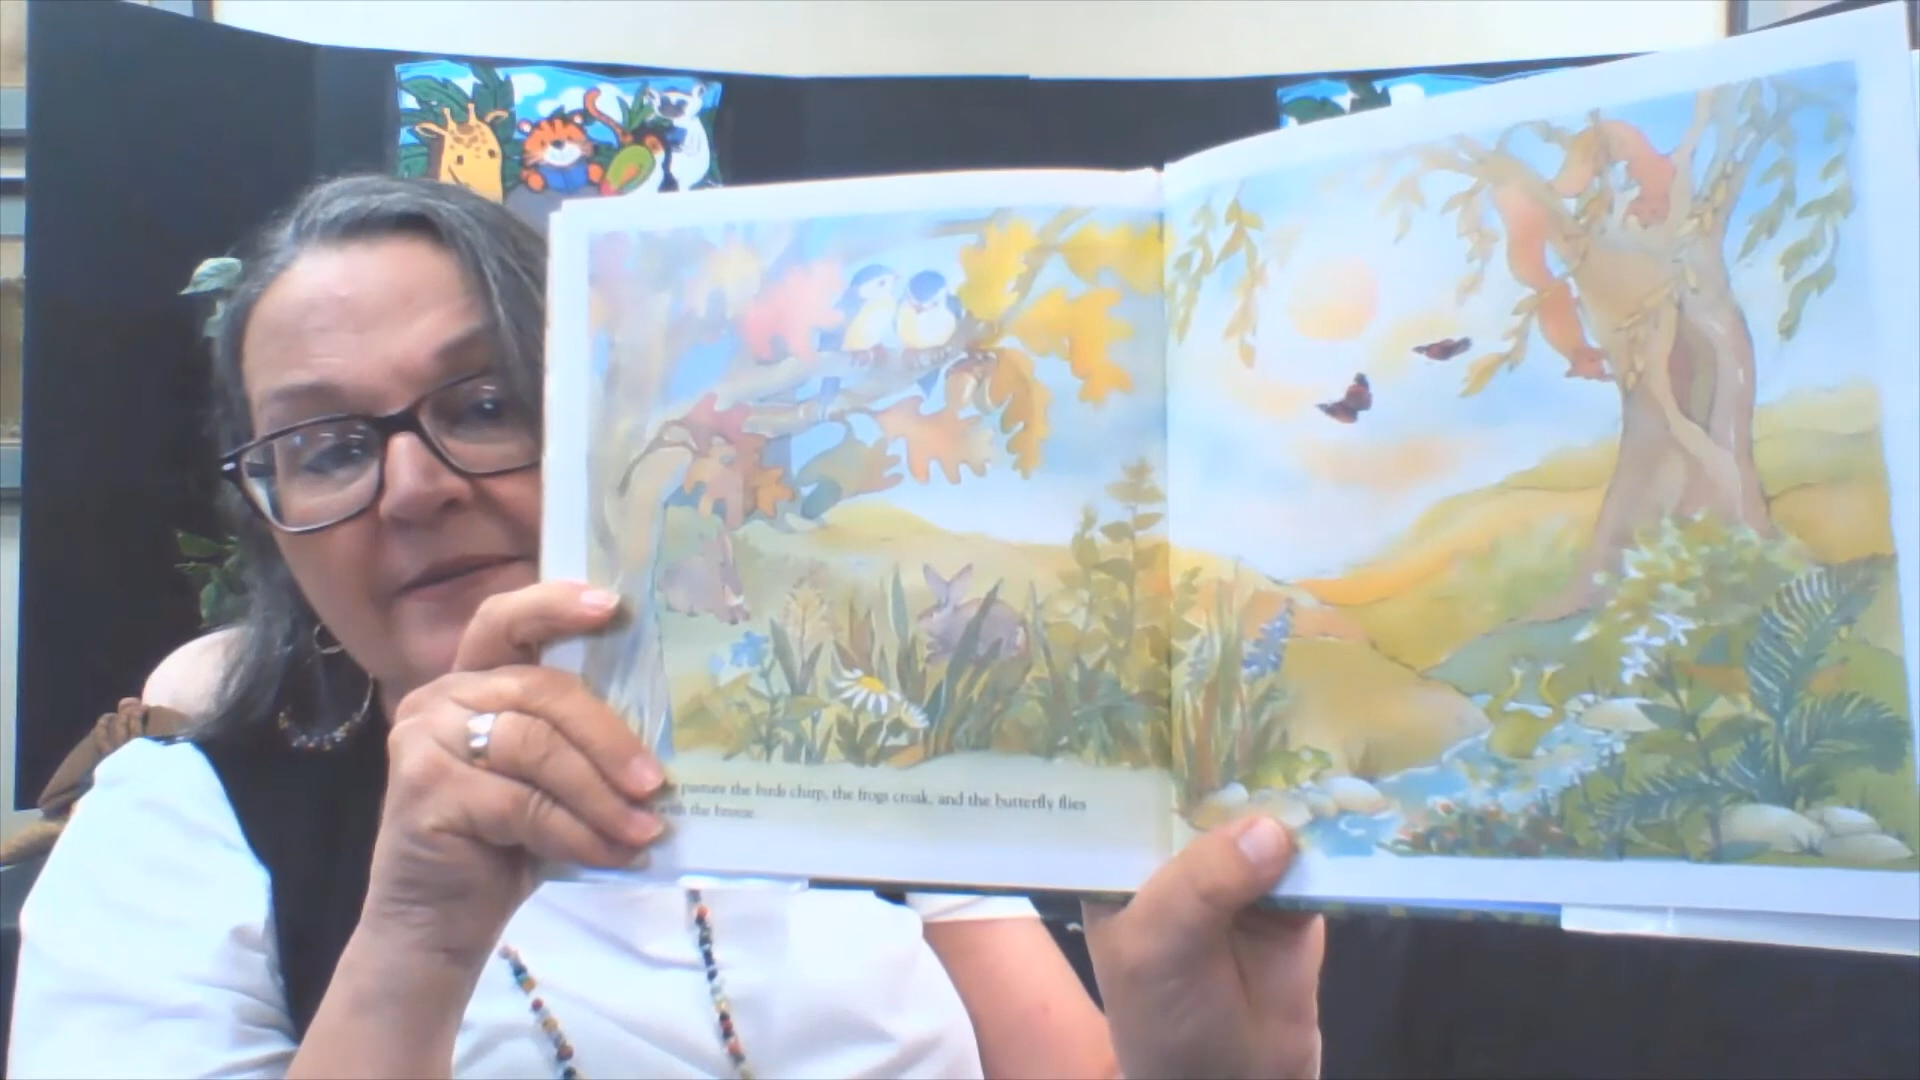 pasture the birds chirp, the frogs croak, and the butterfly flies
with the breeze.